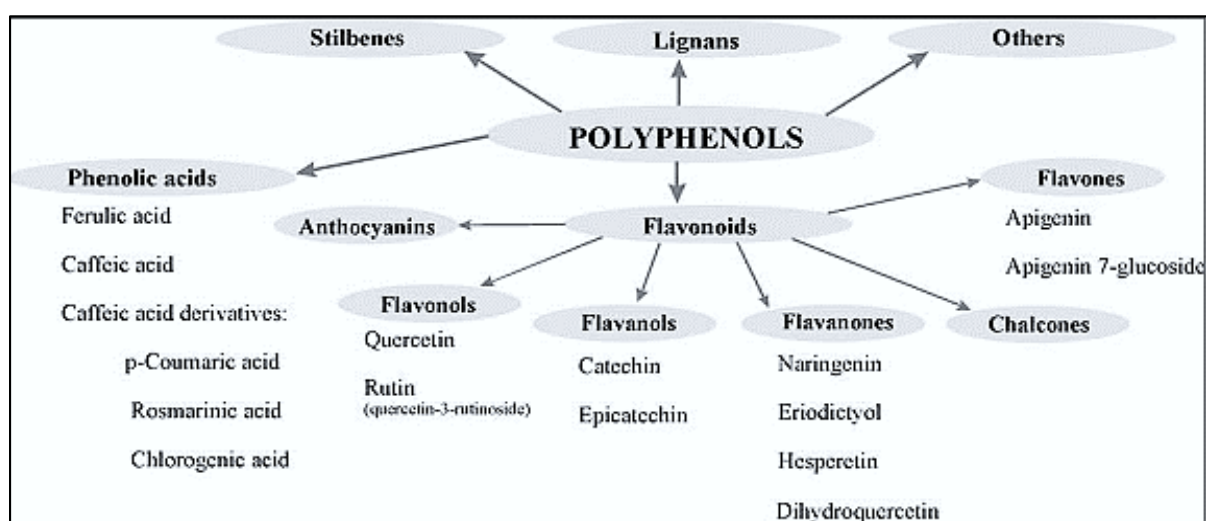 Stilbenes
Lignans
Others
POLYPHENOLS
Phenolic acids
Ferulic acid
Caffeic acid
Caffeic acid derivatives:
p-Coumaric acid
Rosmarinic acid
Chlorogenic acid
Flavonoids
Anthocyanins
Flavonols
Quercetin
Rutin
(quercetin-3-rutinoside)
Flavanols
Catechin
Epicatechin
Flavanones
Naringenin
Eriodictyol
Hesperetin
Dihydroquercetin
Chalcones
Flavones
Apigenin
Apigenin 7-glucoside